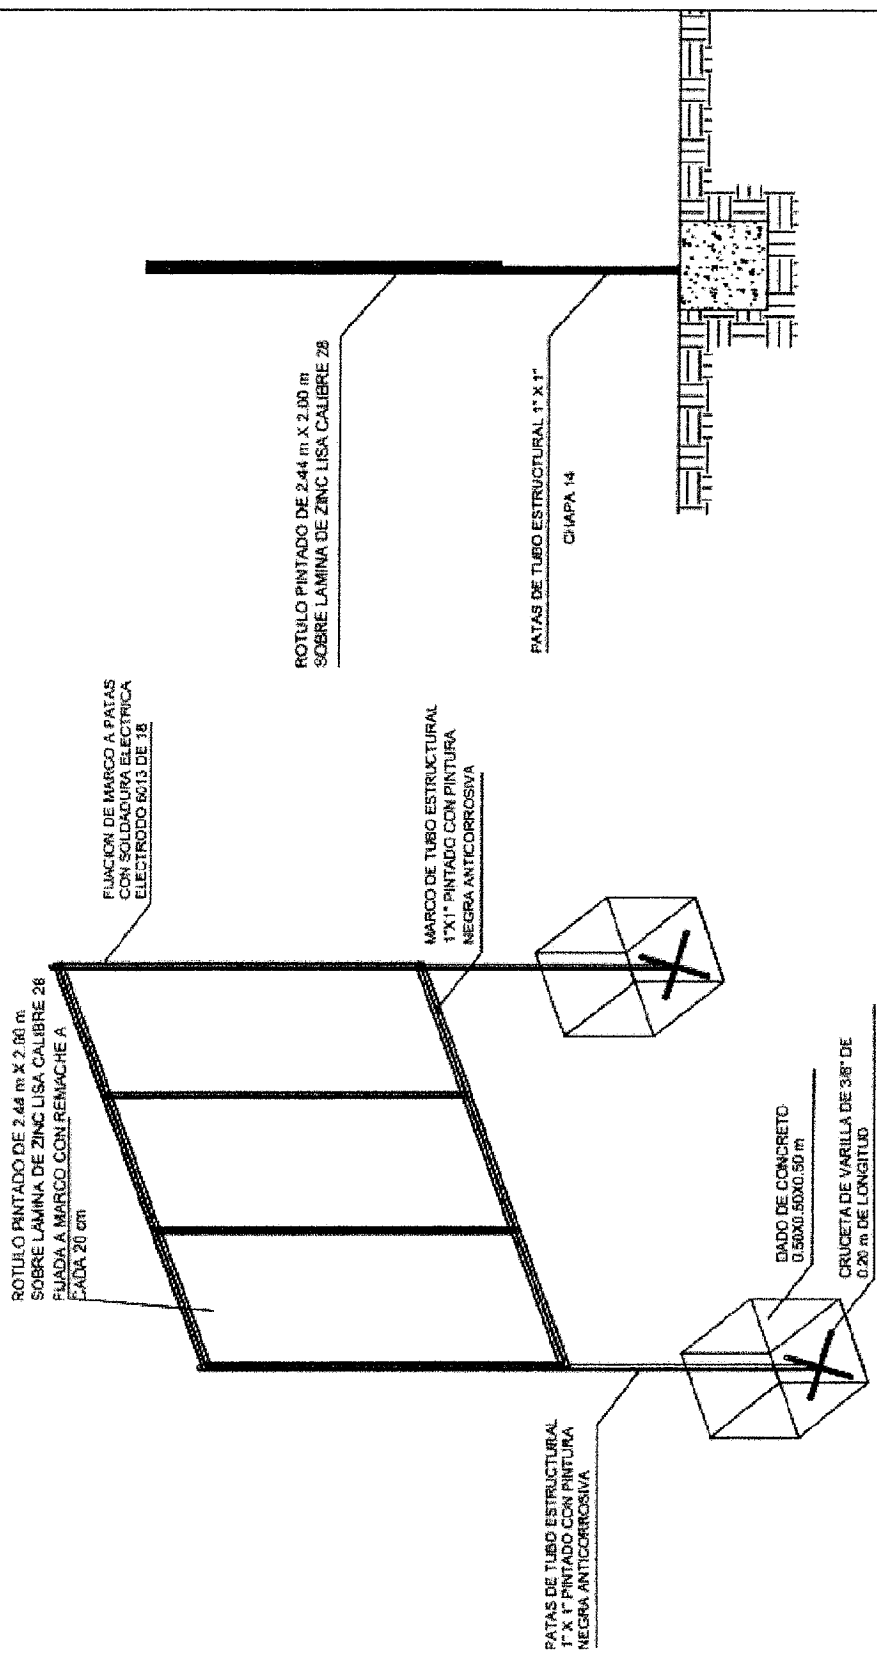 ROTULO PINTADO DE 2.44 m X 2.00 m
SOBRE LAMINA DE ZINC LISA CALIBRE 28
FIJADA A MARCO CON REMACHE A
CADA 20 cm
FIJACION DE MARCO A PATAS
CON SOLDADURA ELECTRICA
ELECTRODO 6013 DE 18
MARCO DE TUBO ESTRUCTURAL
1"X1" PINTADO CON PINTURA
NEGRA ANTICORROSIVA
PATAS DE TUBO ESTRUCTURAL
1" X 1" PINTADO CON PINTURA
NEGRA ANTICORROSIVA
DADO DE CONCRETO
0.50X0.50X0.50 m
CRUCETA DE VARILLA DE 3/8" DE
0.20 m DE LONGITUD
ROTULO PINTADO DE 2.44 m X 2.00 m
SOBRE LAMINA DE ZINC LISA CALIBRE 28
PATAS DE TUBO ESTRUCTURAL 1" X 1"
CHAPA 14